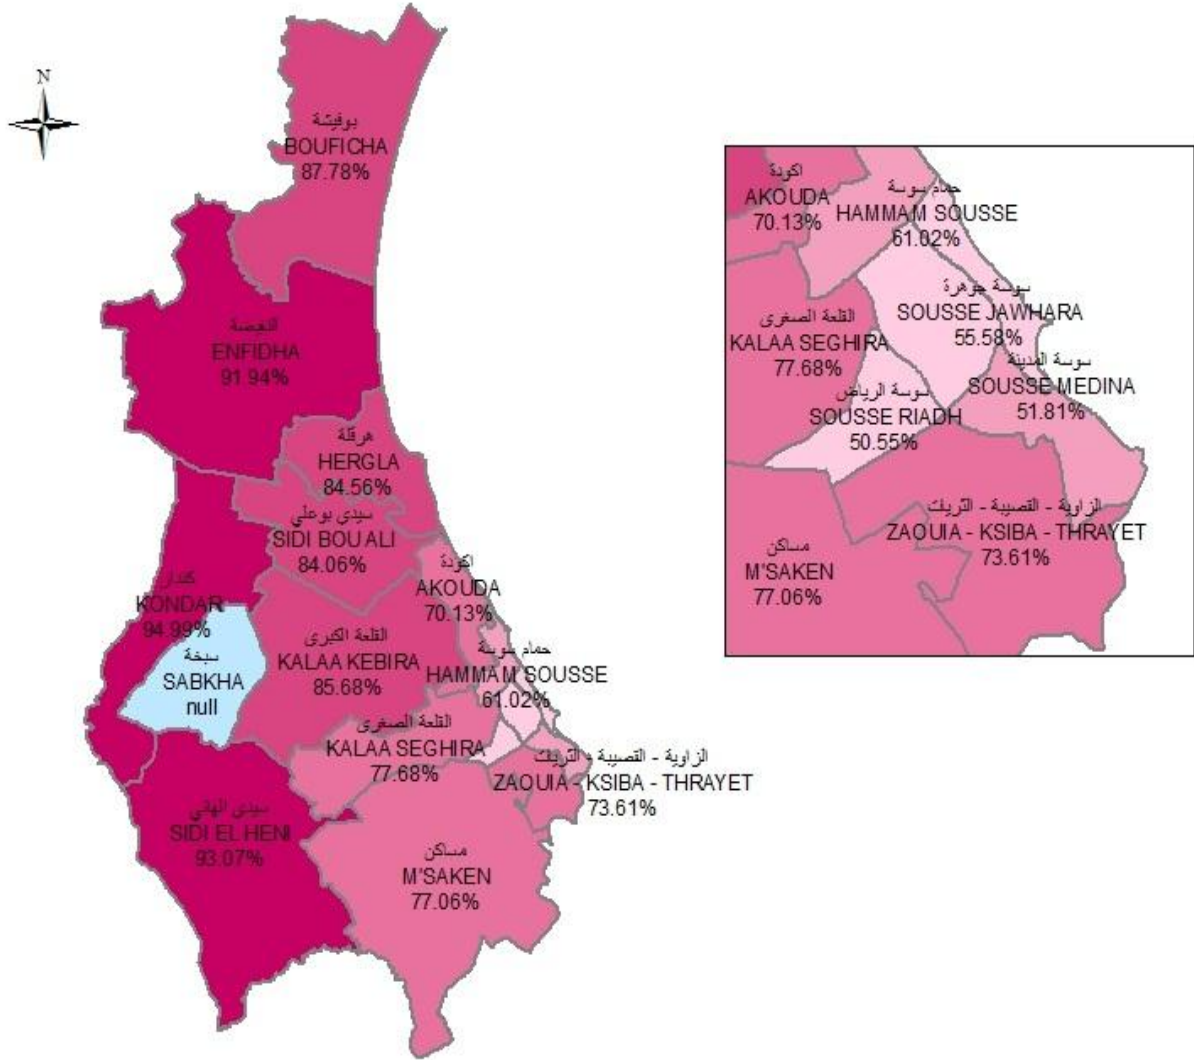 N
بوفيشة
BOUFICHA
87.78%
النفيضة
ENFIDHA
91.94%
هرقلة
HERGLA
84.56%
سيدي بوعلي
SIDI BOU ALI
84.06%
اكودة
AKOUDA
70.13%
كندار
KONDAR
94.99%
سبخة
SABKHA
null
القلعة الكبرى
KALAA KEBIRA
85.68%
حمام سوسة
HAMMAM SOUSSE
61.02%
القلعة الصغرى
KALAA SEGHIRA
77.68%
الزاوية - القصيبة - الثريات
ZAOUIA - KSIBA - THRAYET
73.61%
سيدي الهاني
SIDI EL HENI
93.07%
مساكن
M'SAKEN
77.06%
اكودة
AKOUDA
70.13%
حمام سوسة
HAMMAM SOUSSE
61.02%
سوسة جوهرة
SOUSSE JAWHARA
55.58%
القلعة الصغرى
KALAA SEGHIRA
77.68%
سوسة المدينة
SOUSSE MEDINA
51.81%
سوسة الرياض
SOUSSE RIADH
50.55%
الزاوية - القصيبة - الثريات
ZAOUIA - KSIBA - THRAYET
73.61%
مساكن
M'SAKEN
77.06%